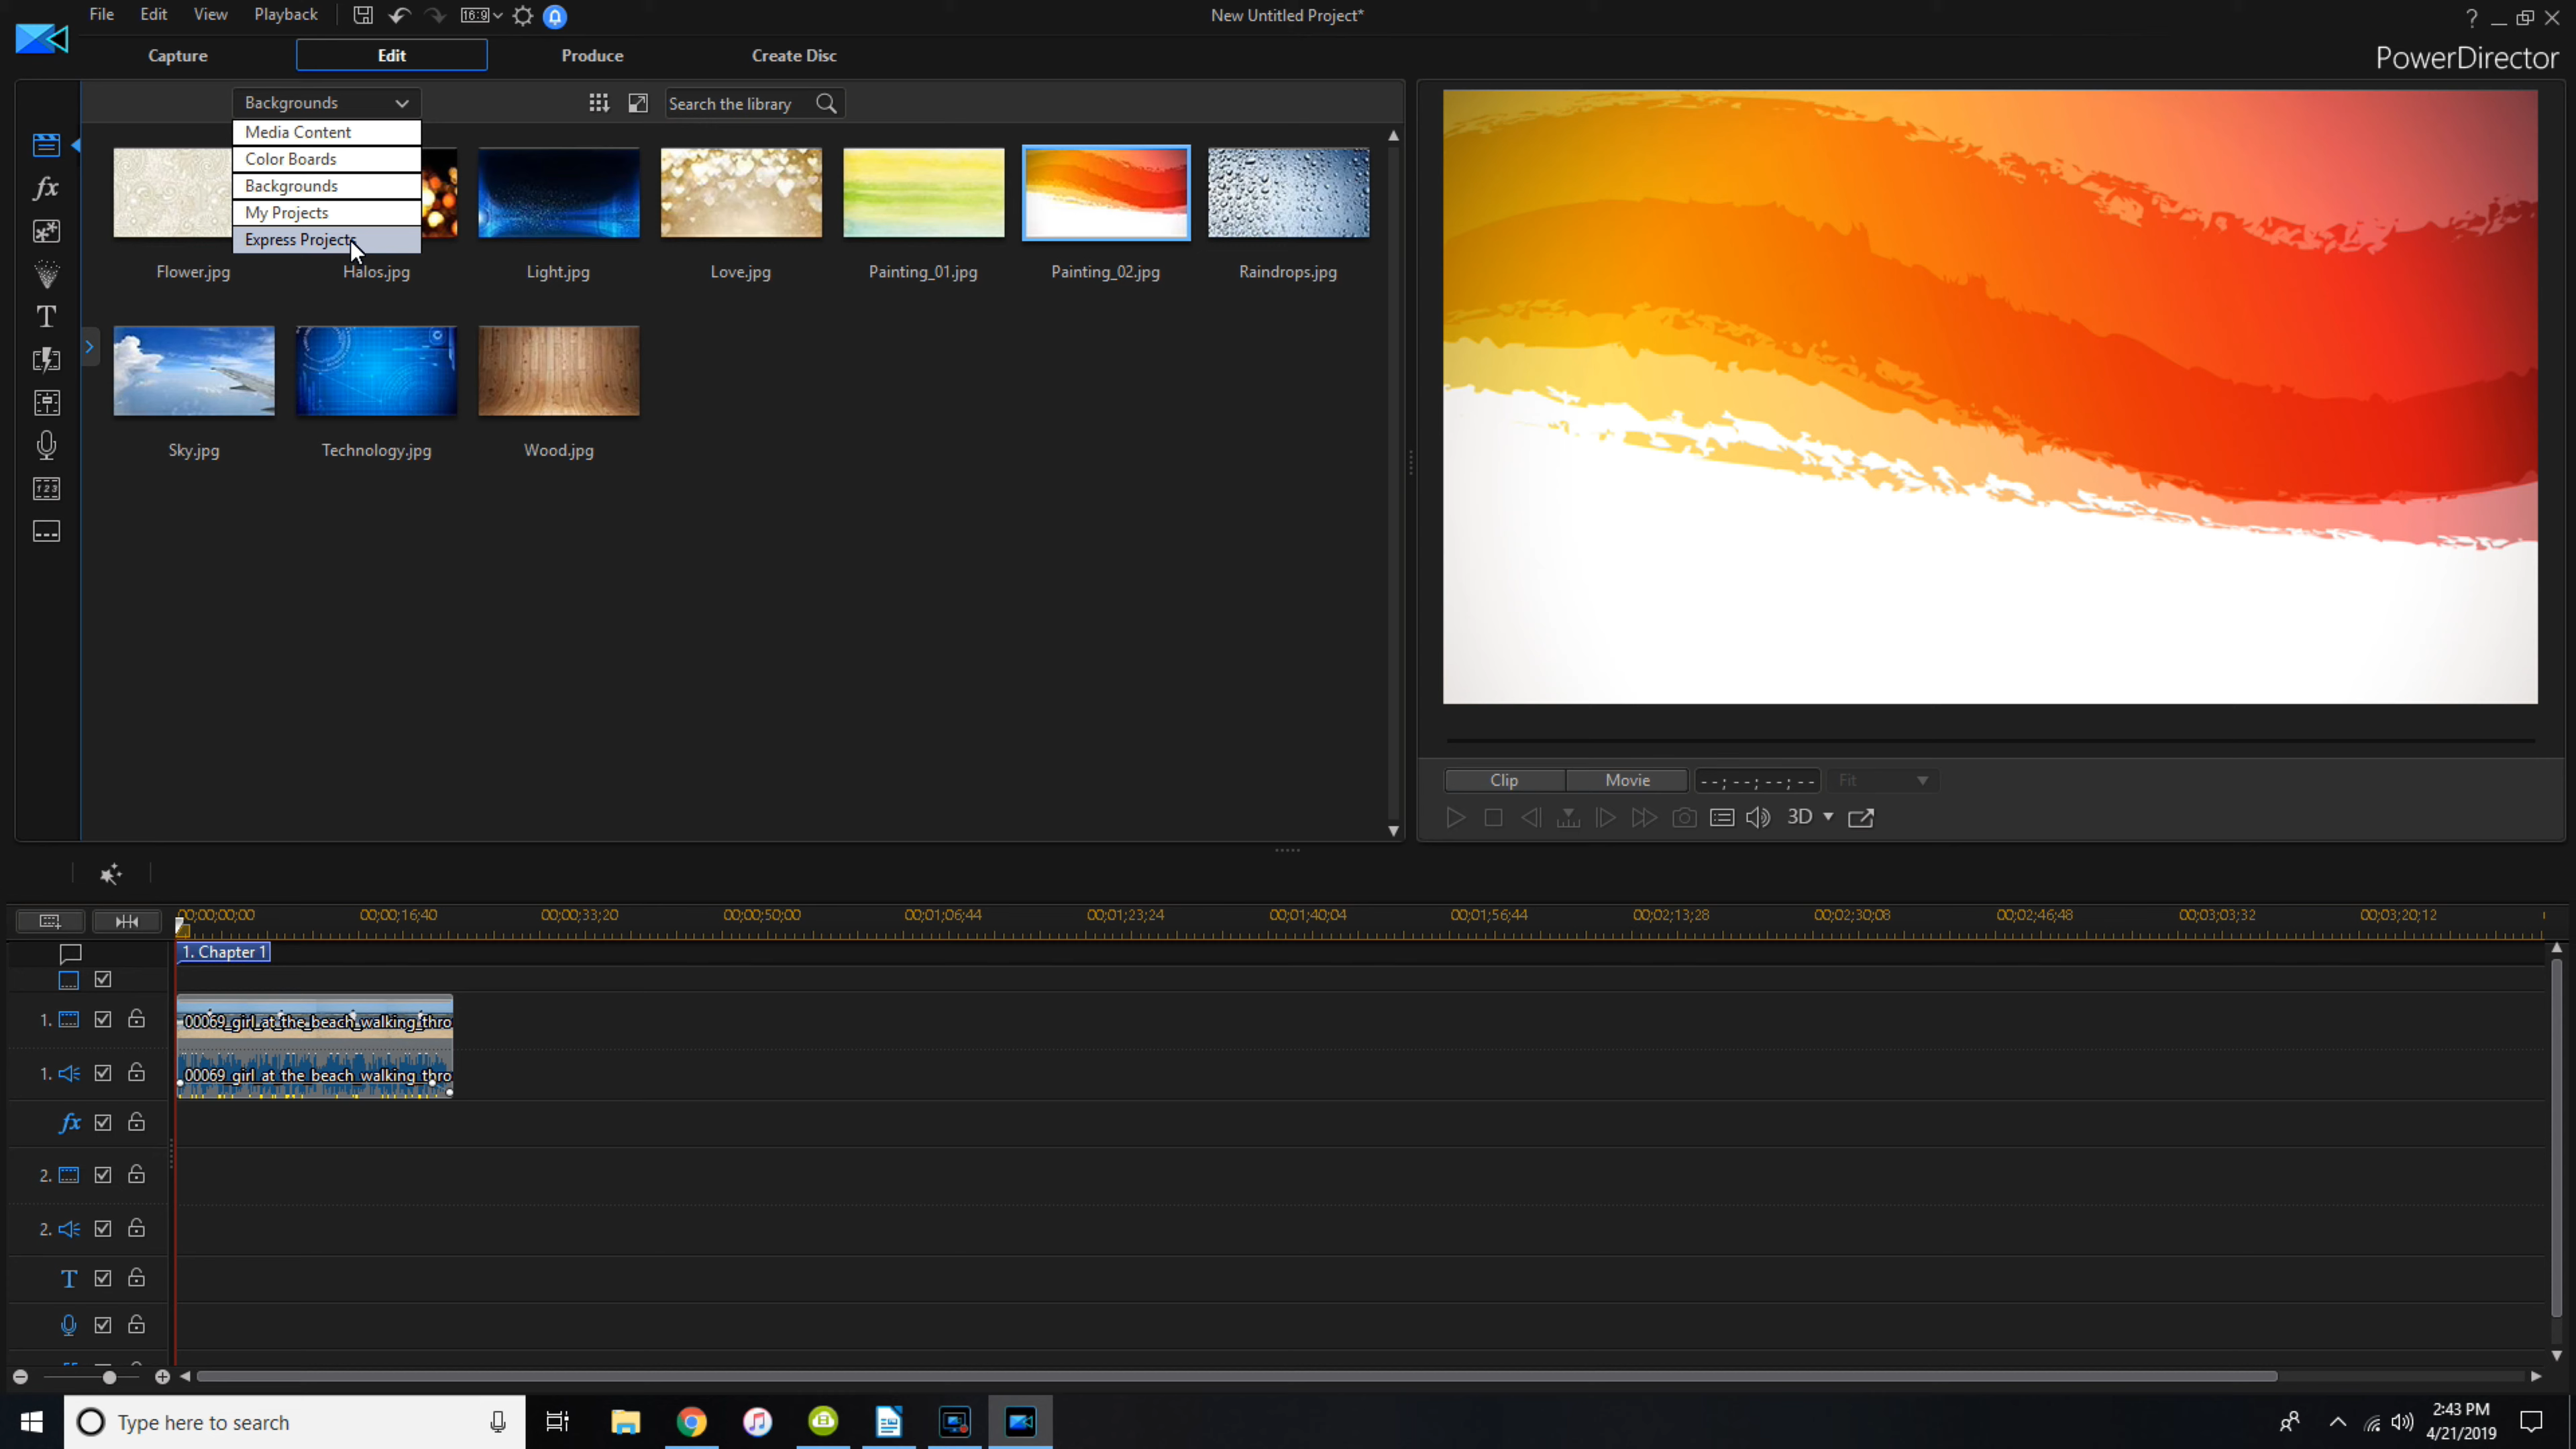 File Edit View Playback 16:9 New Untitled Project* ?
Capture Edit Produce Create Disc PowerDirector
Backgrounds Search the library
Media Content
Color Boards
Backgrounds
My Projects
Express Projects
Flower.jpg Halos.jpg Light.jpg Love.jpg Painting_01.jpg Painting_02.jpg Raindrops.jpg
Sky.jpg Technology.jpg Wood.jpg
Clip Movie --;--;--;-- Fit
3D
00;00;00;00 00;00;16;40 00;00;33;20 00;00;50;00 00;01;06;44 00;01;23;24 00;01;40;04 00;01;56;44 00;02;13;28 00;02;30;08 00;02;46;48 00;03;03;32 00;03;20;12
1. Chapter 1
1. 00069_girl_at_the_beach_walking_thro
1. 00069_girl_at_the_beach_walking_thro
fx
2.
2.
T
Type here to search
2:43 PM
4/21/2019